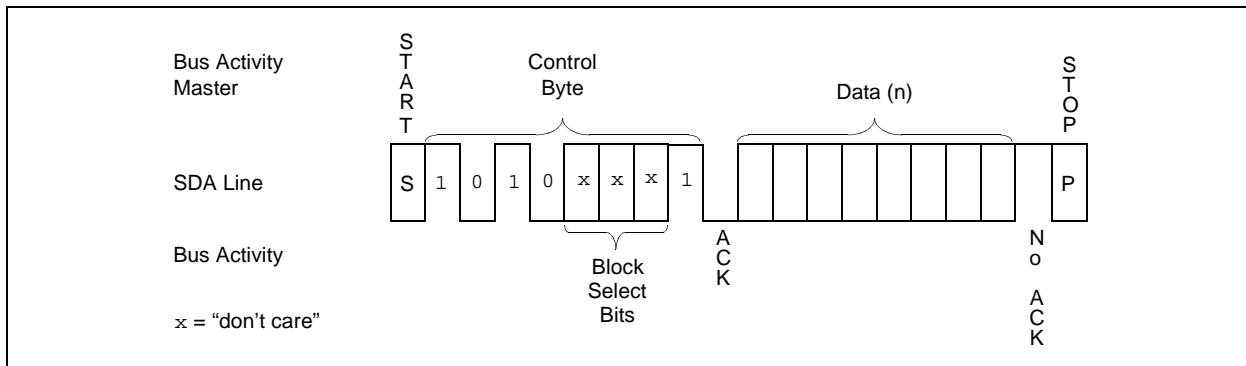 Bus Activity
Master
START
Control
Byte
Data (n)
STOP
SDA Line
S 1 0 1 0 x x x 1 P
Bus Activity
ACK
Block
Select
Bits
No ACK
x = “don’t care”